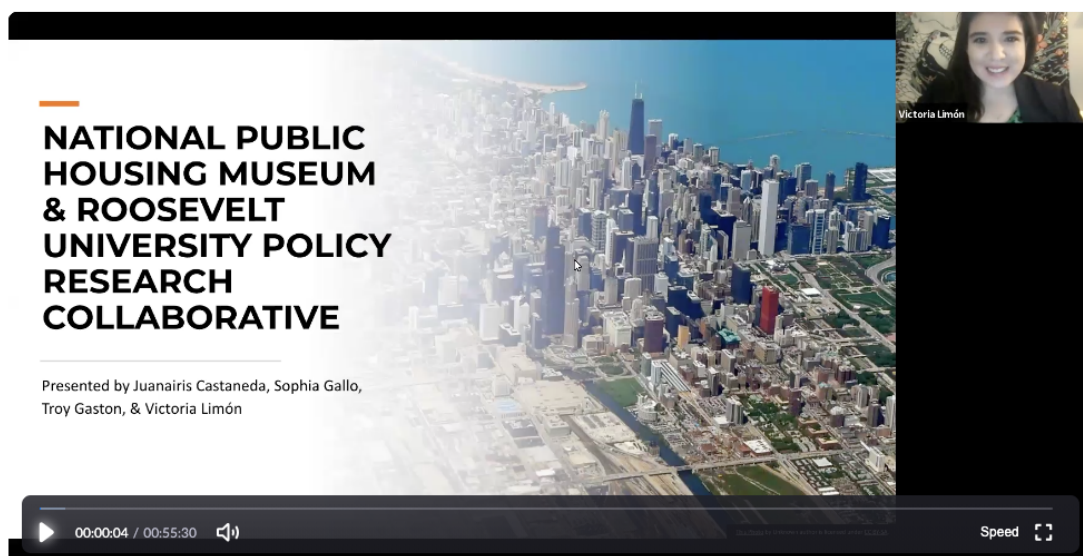 NATIONAL PUBLIC
HOUSING MUSEUM
& ROOSEVELT
UNIVERSITY POLICY
RESEARCH
COLLABORATIVE
Presented by Juanairis Castaneda, Sophia Gallo,
Troy Gaston, & Victoria Limón
Victoria Limón
00:00:04 / 00:55:30
Speed